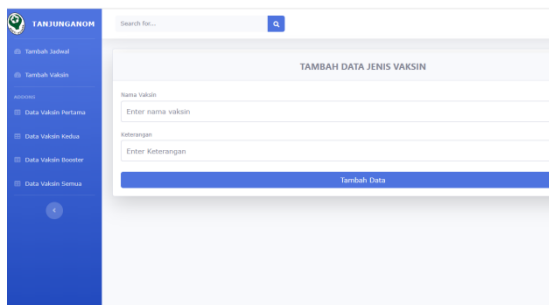 TANJUNGANOM
Search for...
Tambah Jadwal
Tambah Vaksin
ADDONS
Data Vaksin Pertama
Data Vaksin Kedua
Data Vaksin Booster
Data Vaksin Semua
TAMBAH DATA JENIS VAKSIN
Nama Vaksin
Enter nama vaksin
Keterangan
Enter Keterangan
Tambah Data